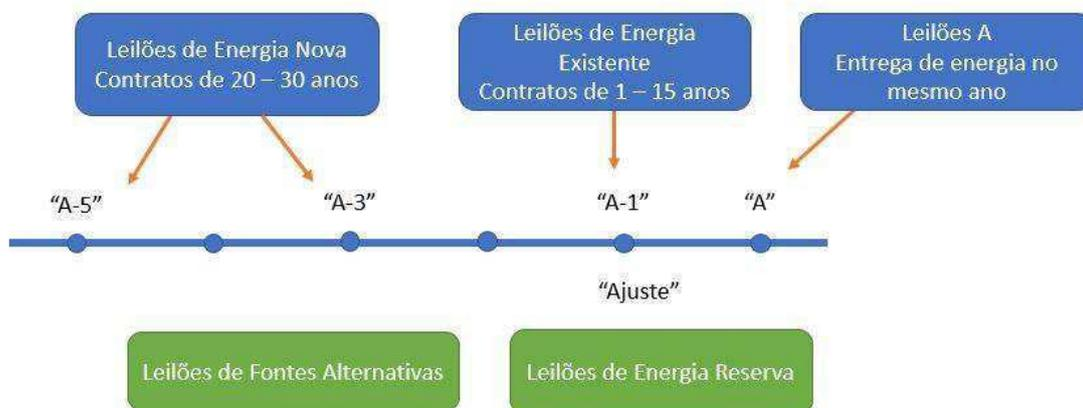 Leilões de Energia Nova
Contratos de 20 – 30 anos
Leilões de Energia
Existente
Contratos de 1 – 15 anos
Leilões A
Entrega de energia no
mesmo ano
“A-5”
“A-3”
“A-1”
“A”
“Ajuste”
Leilões de Fontes Alternativas
Leilões de Energia Reserva